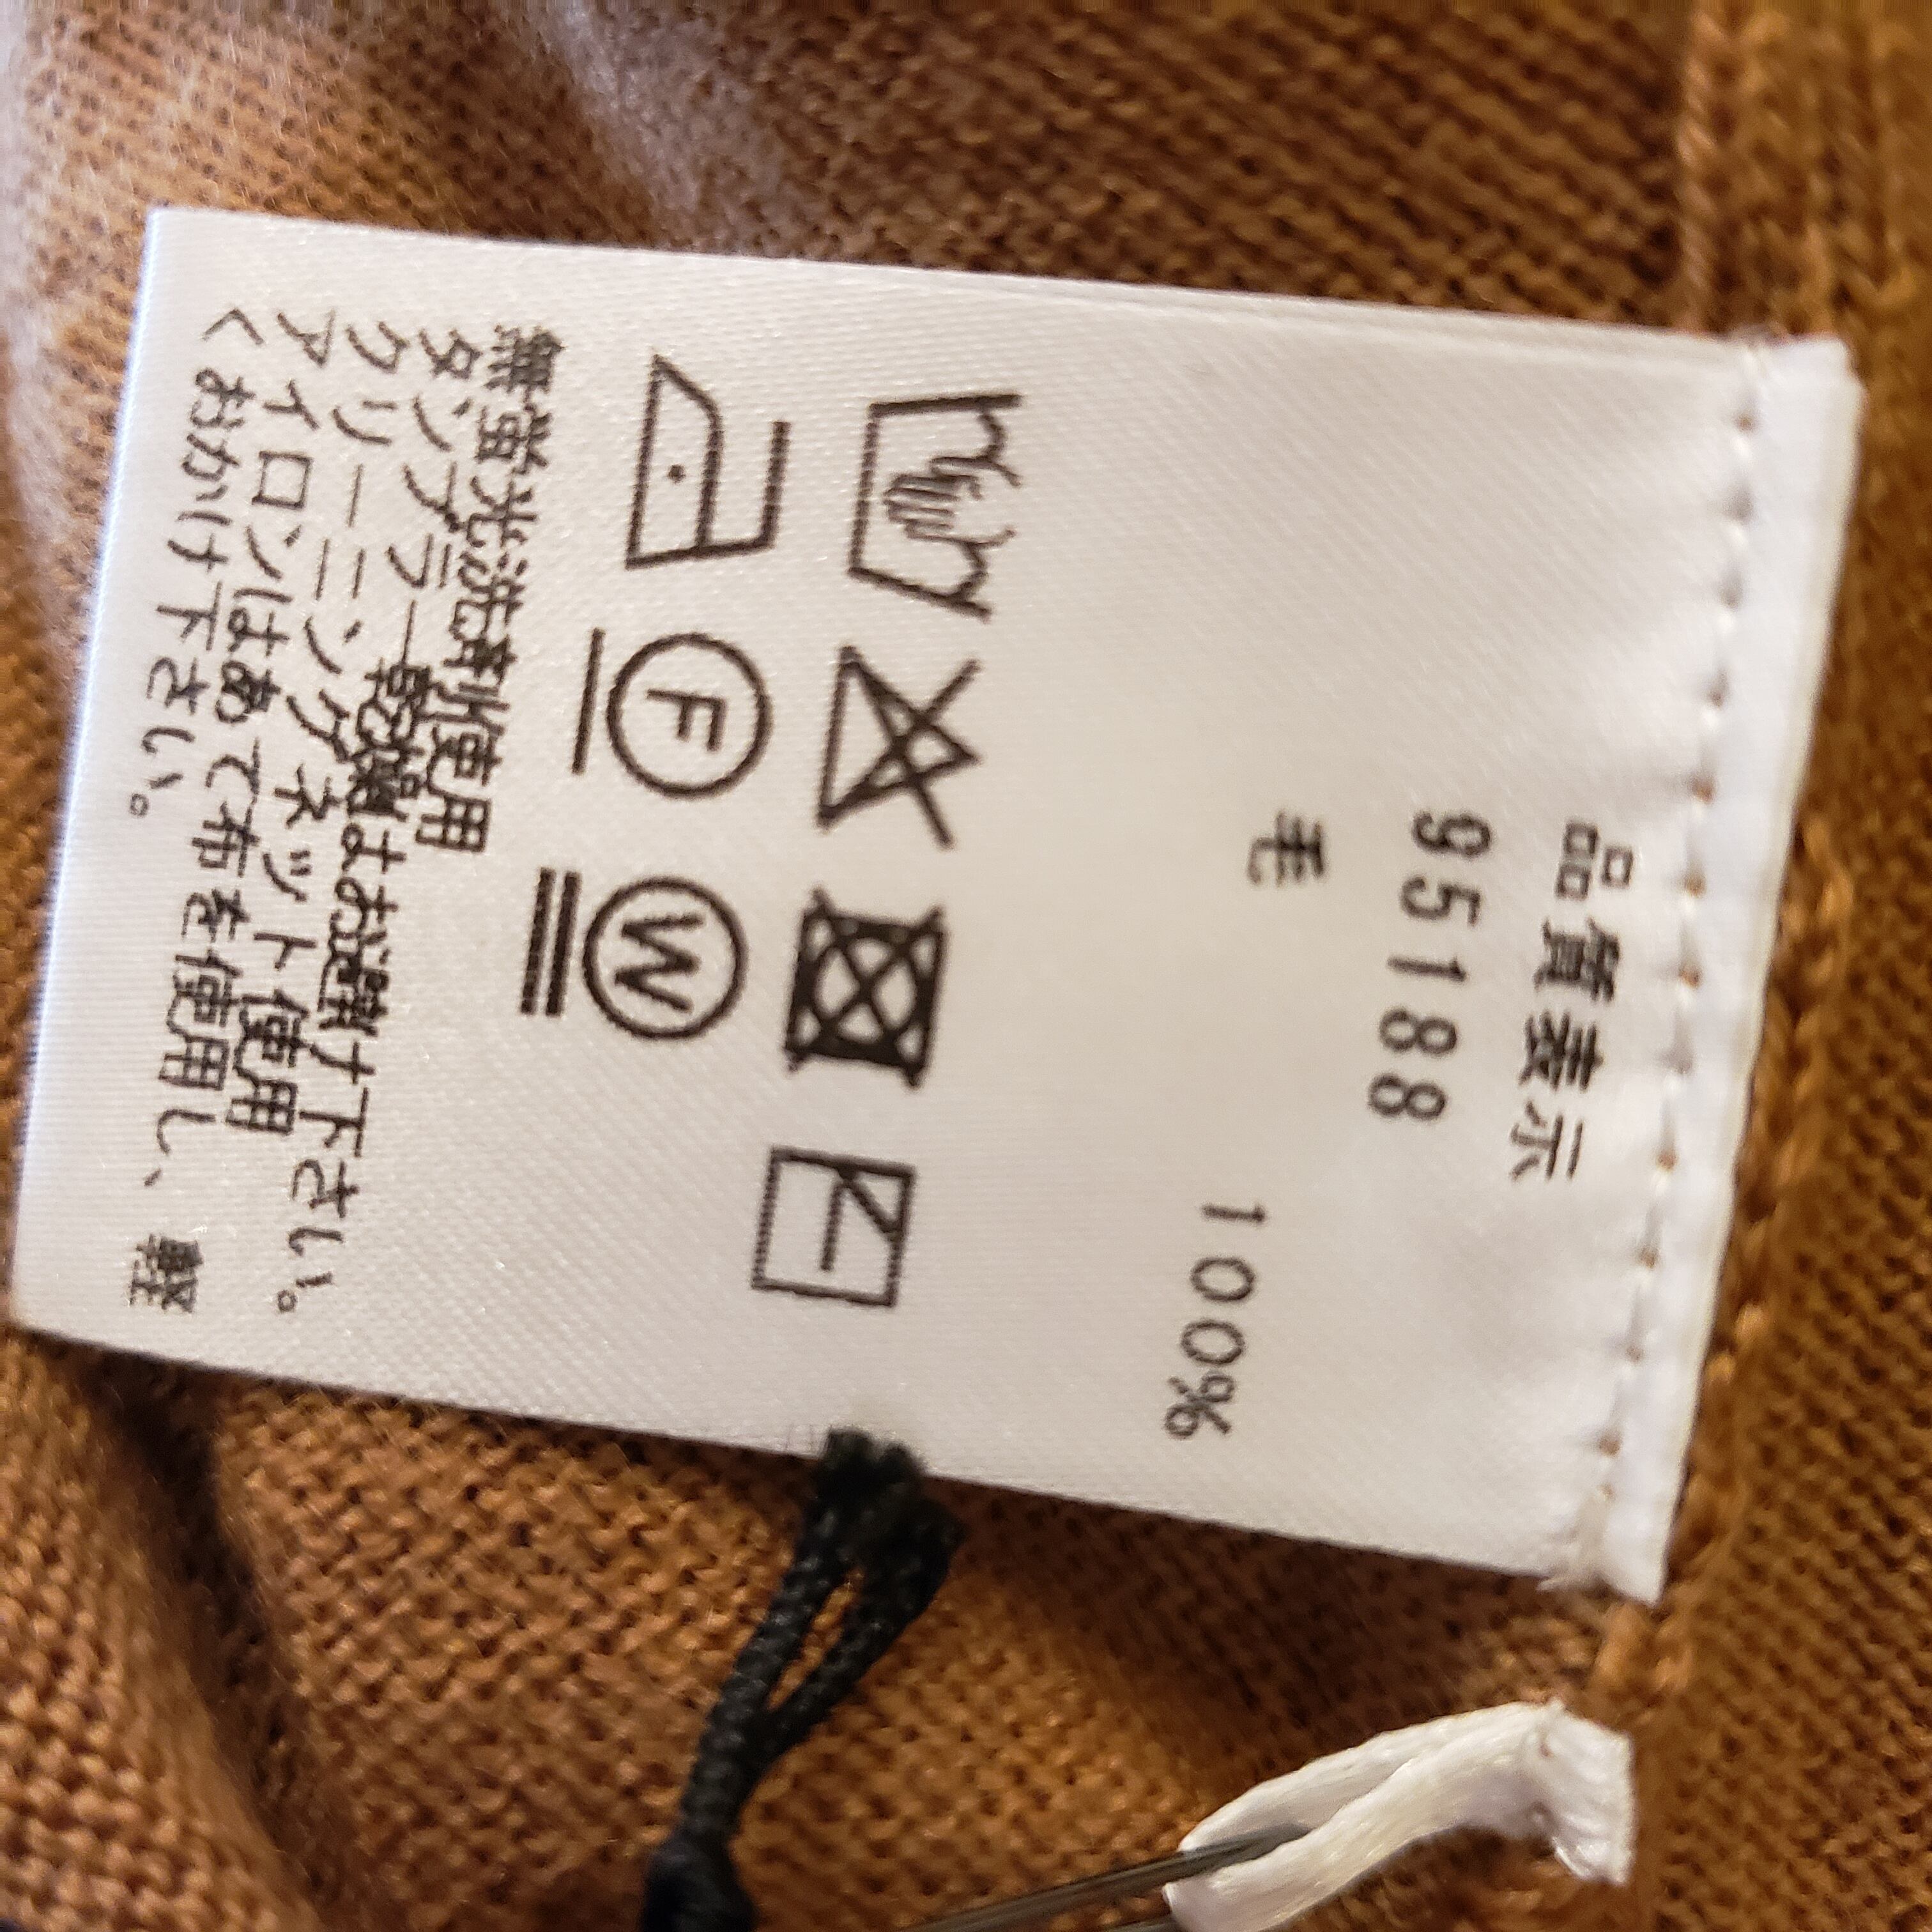 品質表示
95188
毛 100%
F W
無蛍光洗剤使用
タンブラー乾燥はお避け下さい。
クリーニングネット使用
アイロンはあて布を使用し、軽
くおかけ下さい。